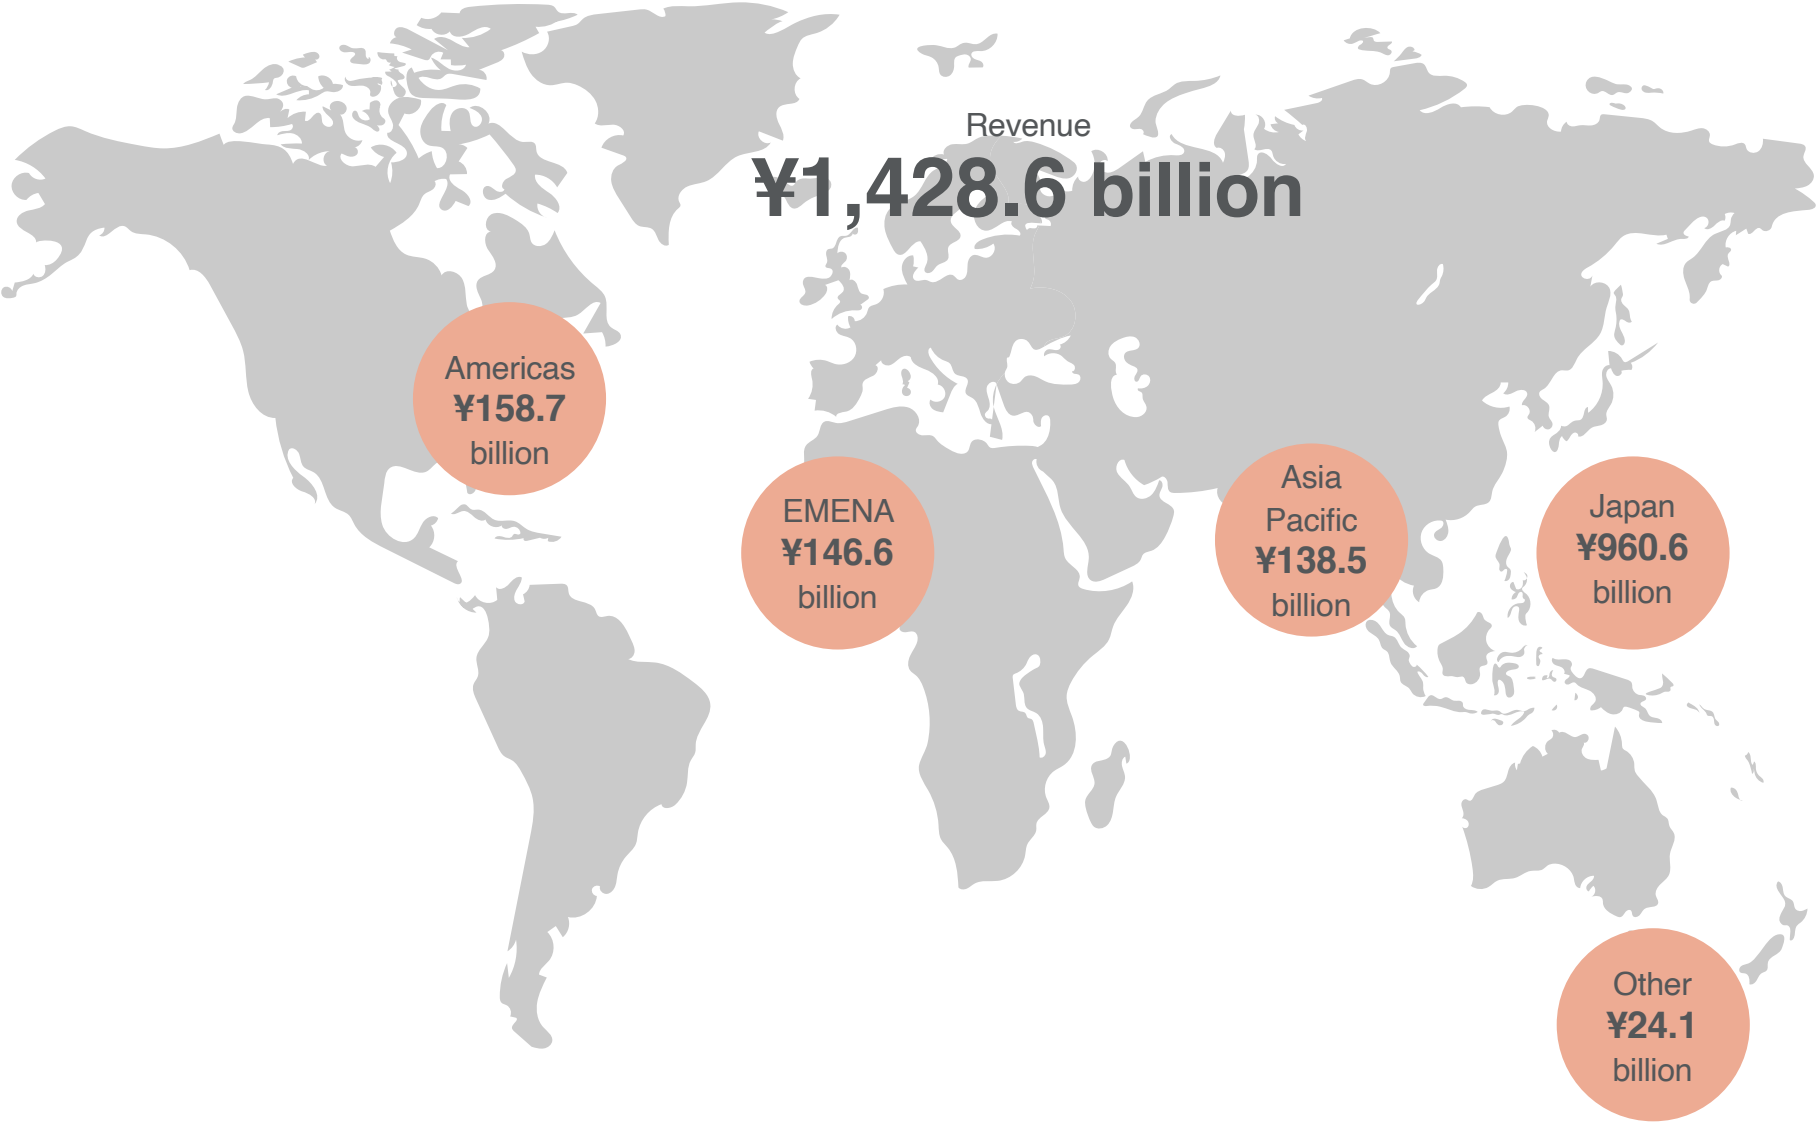 Revenue
¥1,428.6 billion
Americas
¥158.7
billion
EMENA
¥146.6
billion
Asia
Pacific
¥138.5
billion
Japan
¥960.6
billion
Other
¥24.1
billion